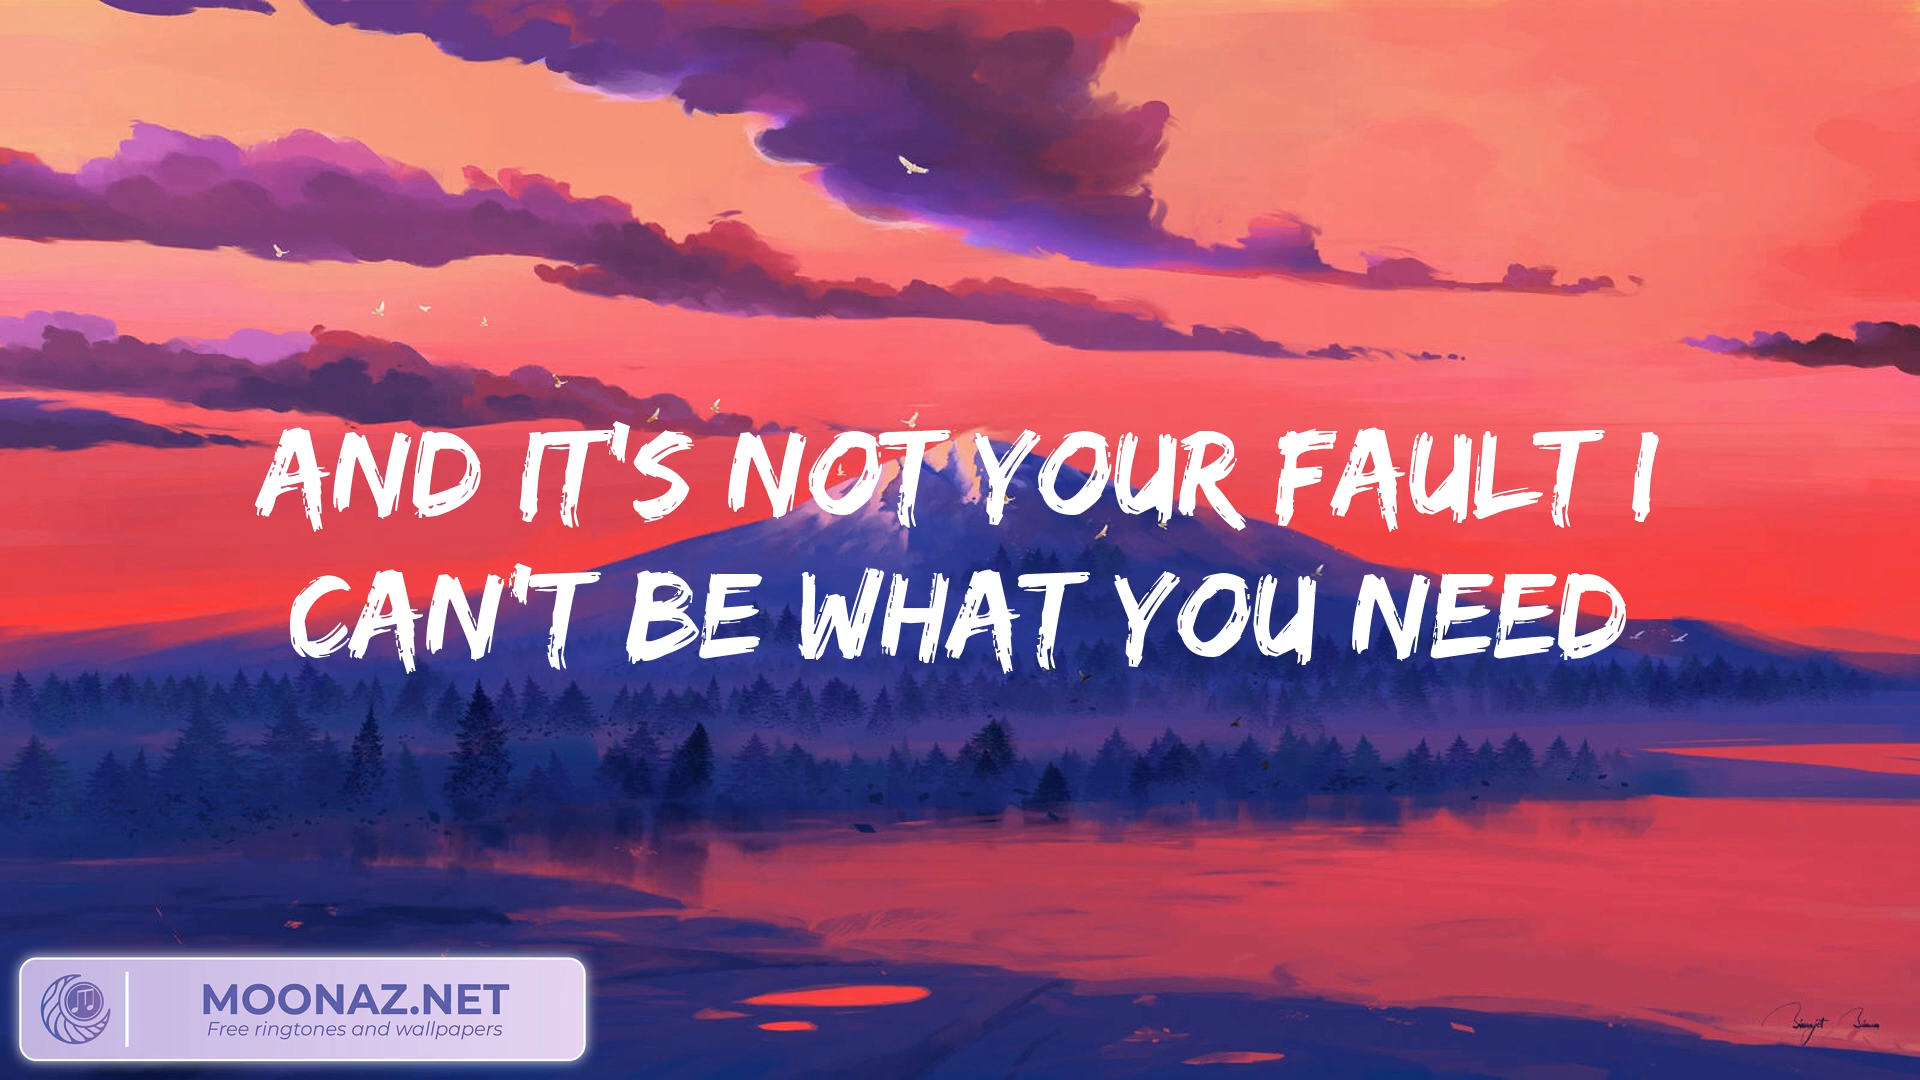 AND IT'S NOT YOUR FAULT I
CAN'T BE WHAT YOU NEED
MOONAZ.NET
Free ringtones and wallpapers